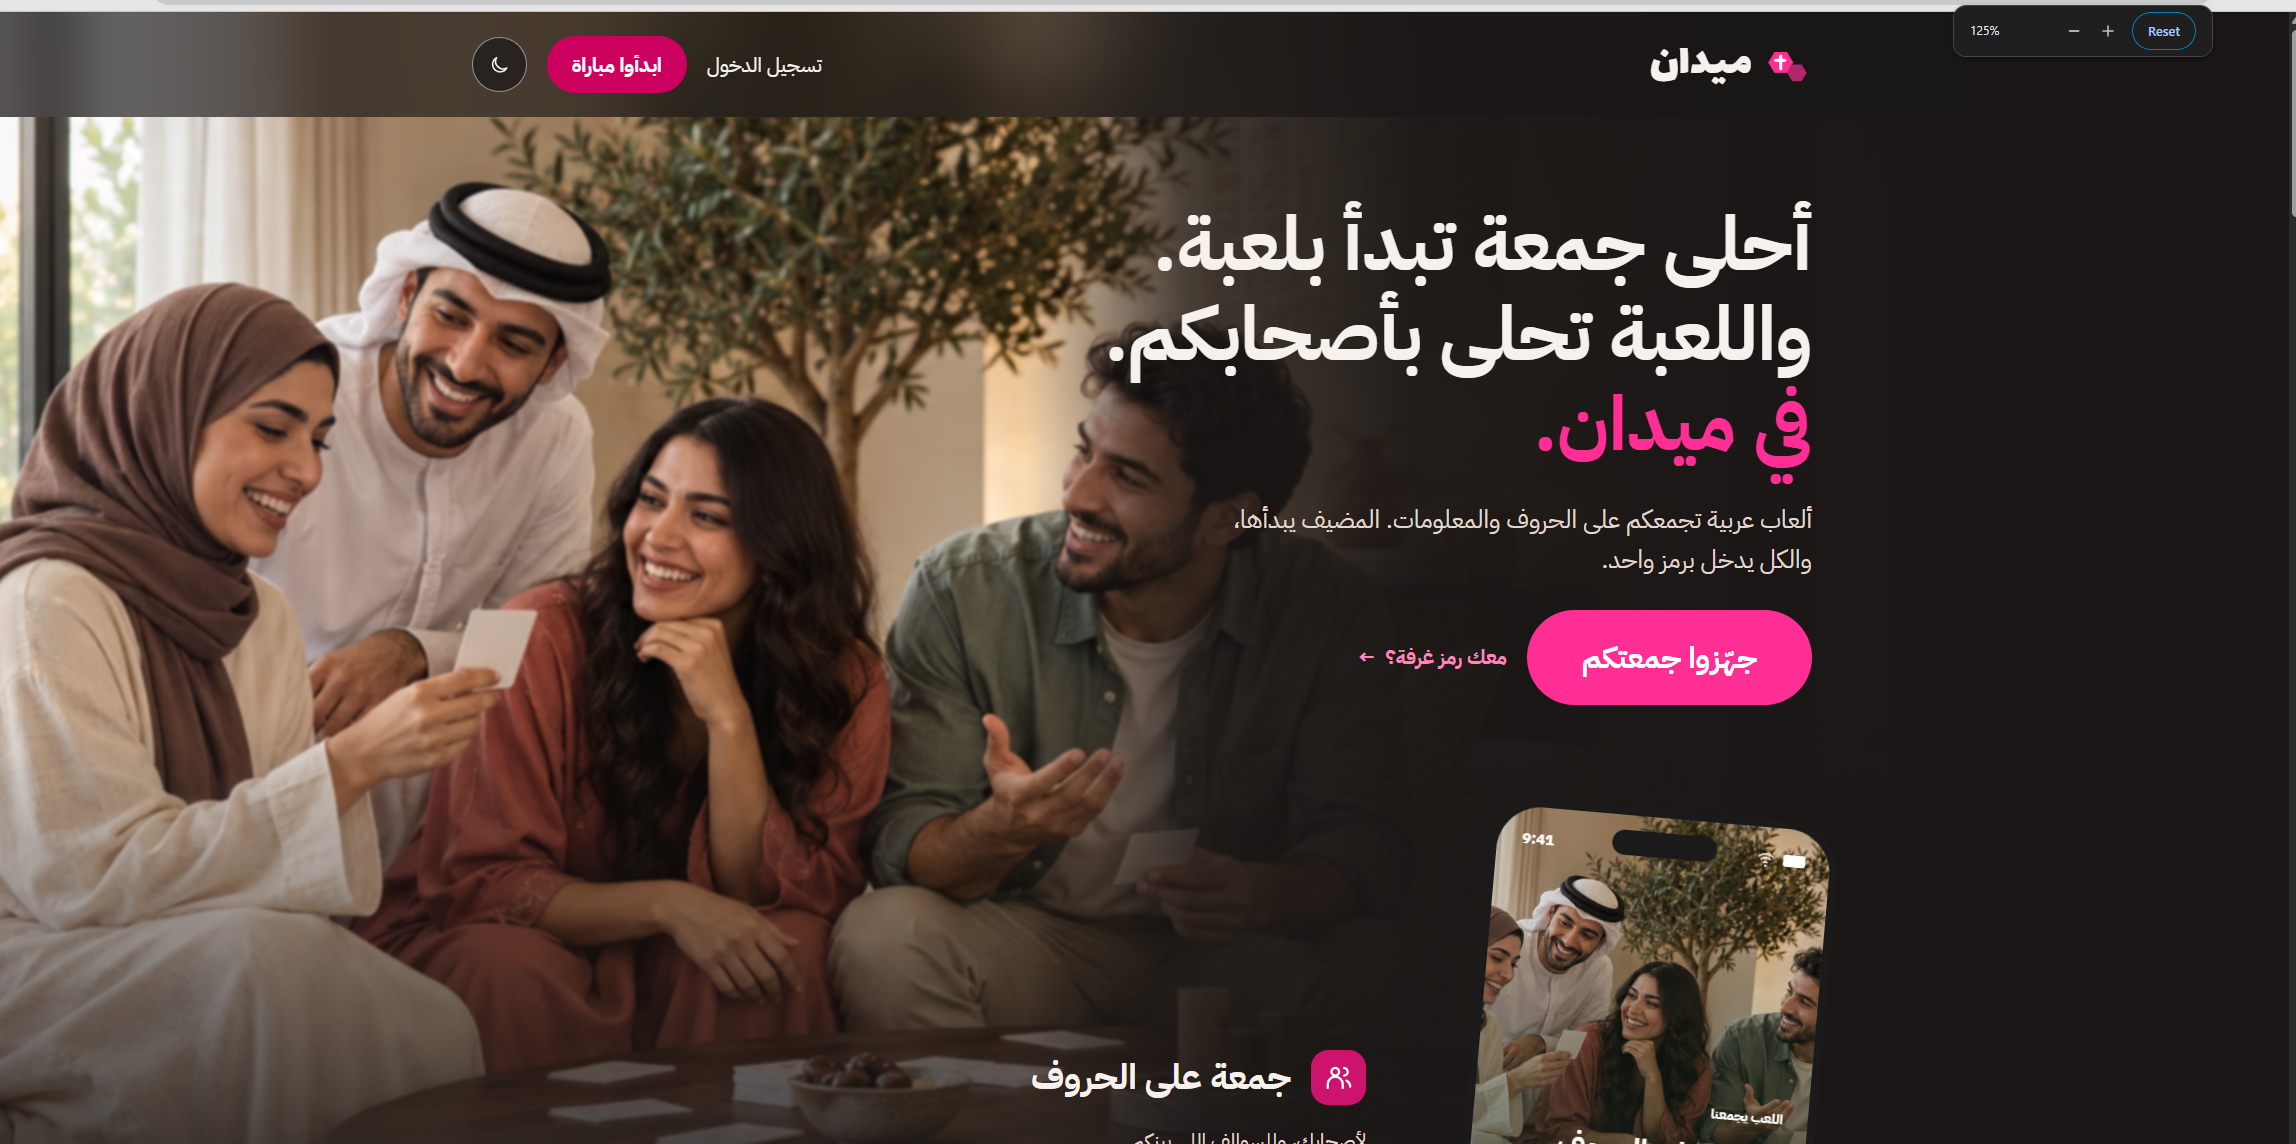 125%
Reset
ميدان
تسجيل الدخول
ابدأوا مباراة
أحلى جمعة تبدأ بلعبة.
واللعبة تحلى بأصحابكم.
في ميدان.
ألعاب عربية تجمعكم على الحروف والمعلومات. المضيف يبدأها،
والكل يدخل برمز واحد.
جهّزوا جمعتكم
معك رمز غرفة؟ ←
9:41
اللعب يجمعنا
جمعة على الحروف